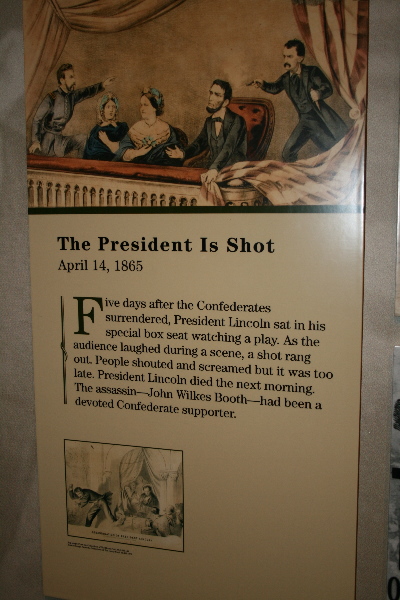 The President Is Shot
April 14, 1865
Five days after the Confederates
surrendered, President Lincoln sat in his
special box seat watching a play. As the
audience laughed during a scene, a shot rang
out. People shouted and screamed but it was too
late. President Lincoln died the next morning.
The assassin—John Wilkes Booth—had been a
devoted Confederate supporter.